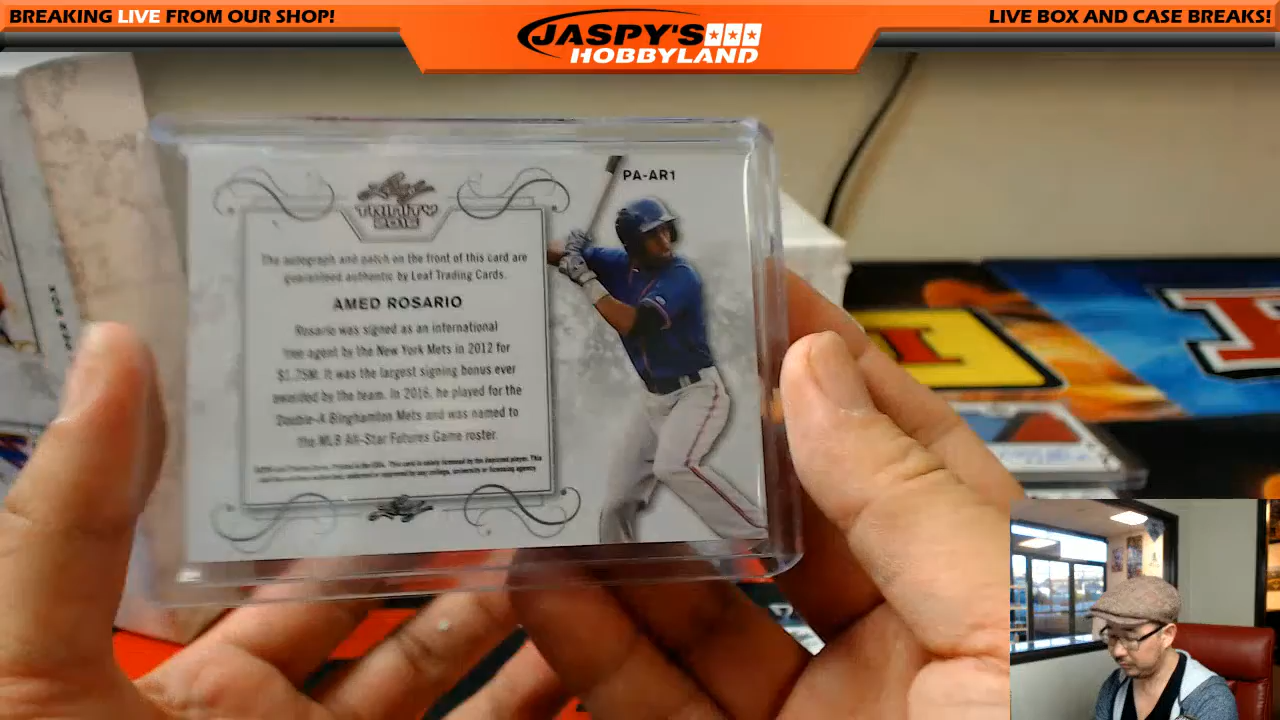 BREAKING LIVE FROM OUR SHOP!
JASPY'S
HOBBYLAND
LIVE BOX AND CASE BREAKS!
PA-AR1
Leaf
TRINITY
The autograph and patch on the front of this card are
guaranteed authentic by Leaf Trading Cards.
AMED ROSARIO
Rosario was signed as an international
free agent by the New York Mets in 2012 for
$1.75M. It was the largest signing bonus ever
awarded by the team. In 2016, he played for the
Double-A Binghamton Mets and was named to
the MLB All-Star Futures Game roster.